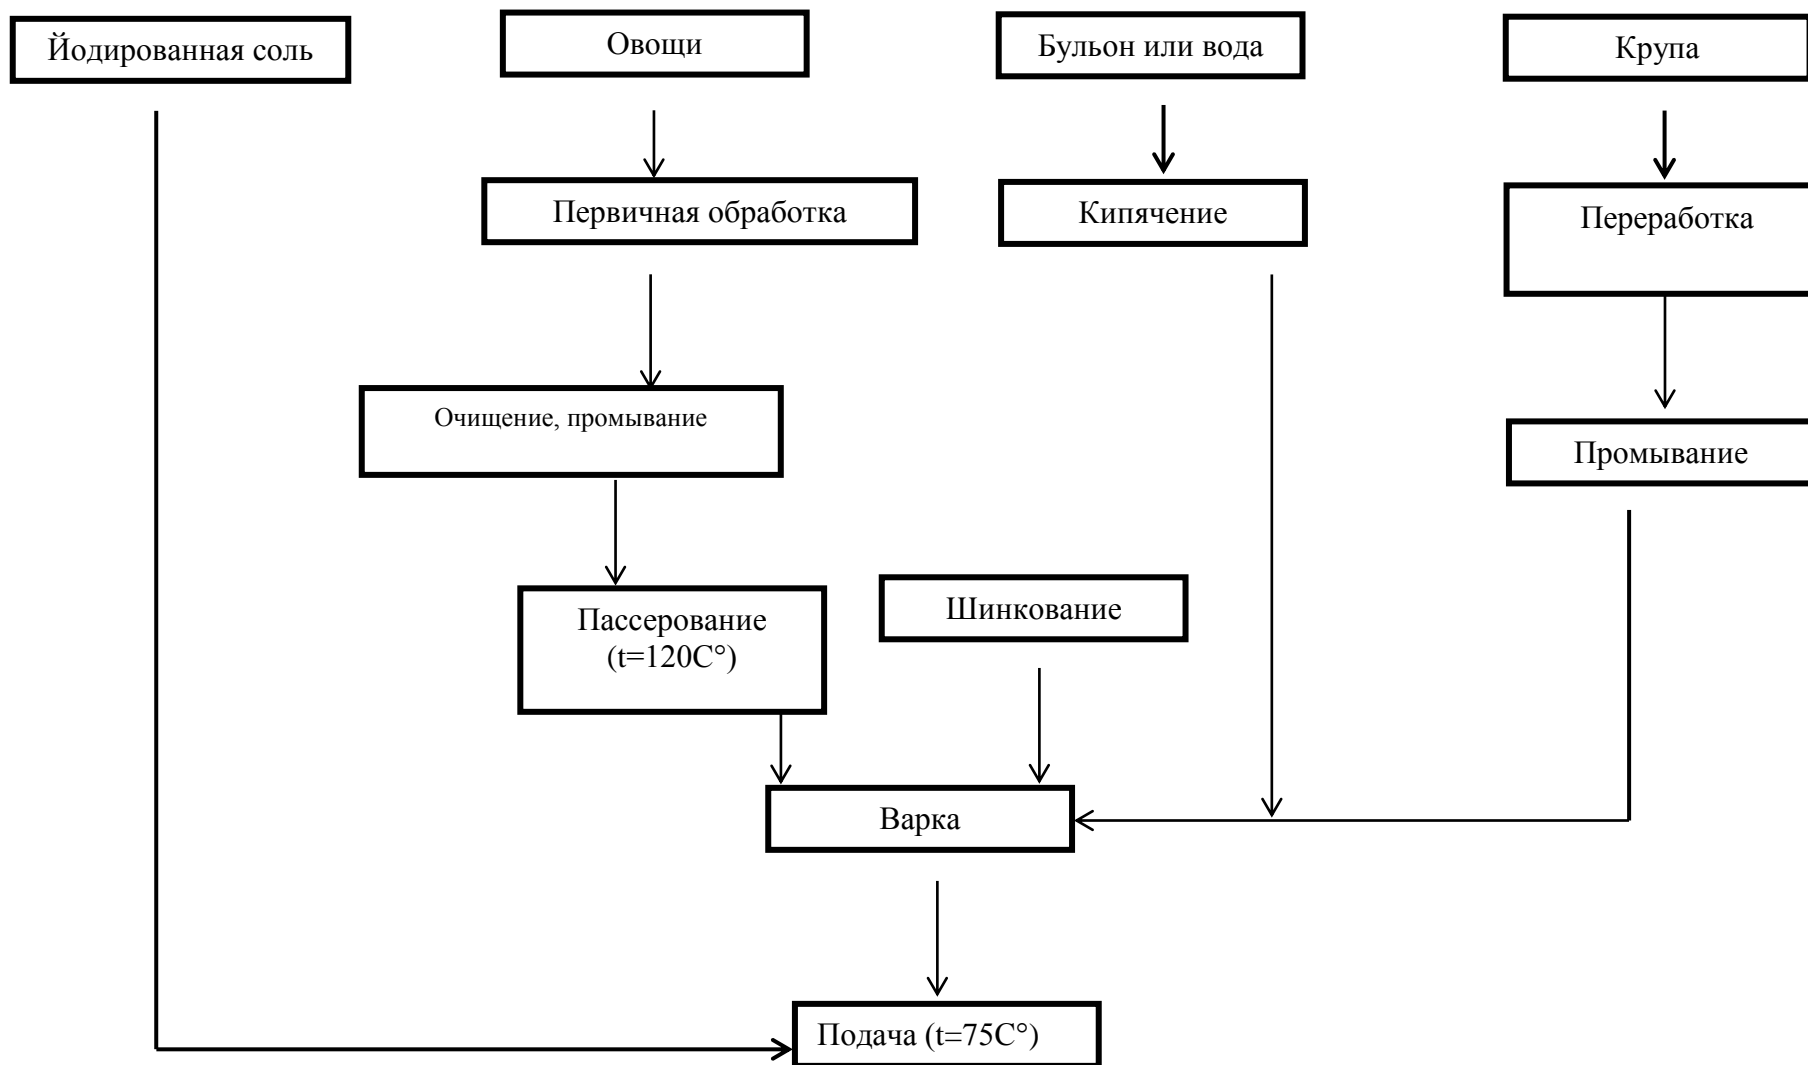 Йодированная соль
Овощи
Бульон или вода
Крупа
Первичная обработка
Кипячение
Переработка
Очищение, промывание
Промывание
Пассерование
(t=120C°)
Шинкование
Варка
Подача (t=75C°)